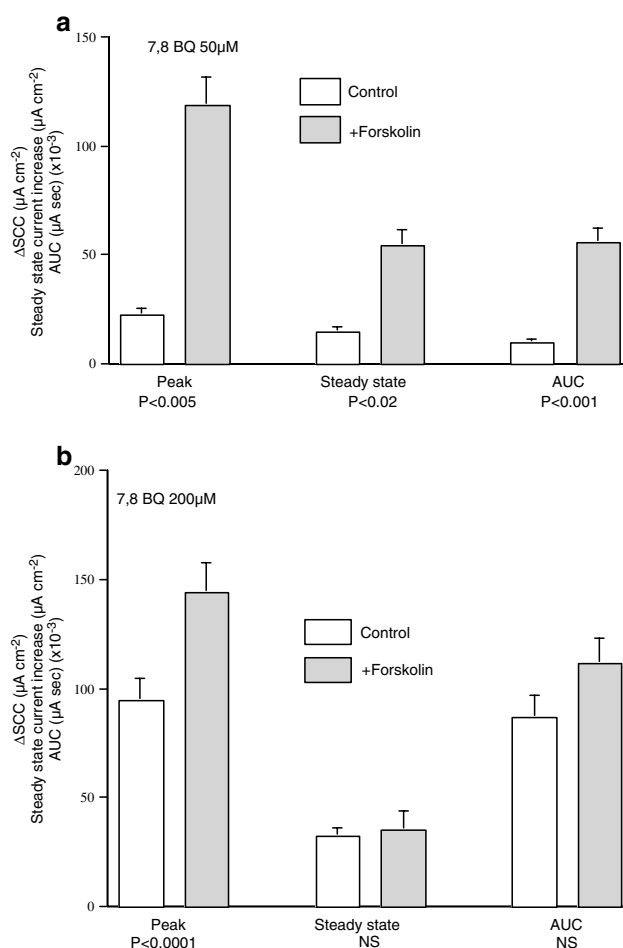 a
150
100
50
0
ΔSCC (μA cm-2)
Steady state current increase (μA cm-2)
AUC (μA sec) (x10-3)
7,8 BQ 50μM
Control
+Forskolin
Peak
P<0.005
Steady state
P<0.02
AUC
P<0.001
b
200
150
100
50
0
ΔSCC (μA cm-2)
Steady state current increase (μA cm-2)
AUC (μA sec) (x10-3)
7,8 BQ 200μM
Control
+Forskolin
Peak
P<0.0001
Steady state
NS
AUC
NS